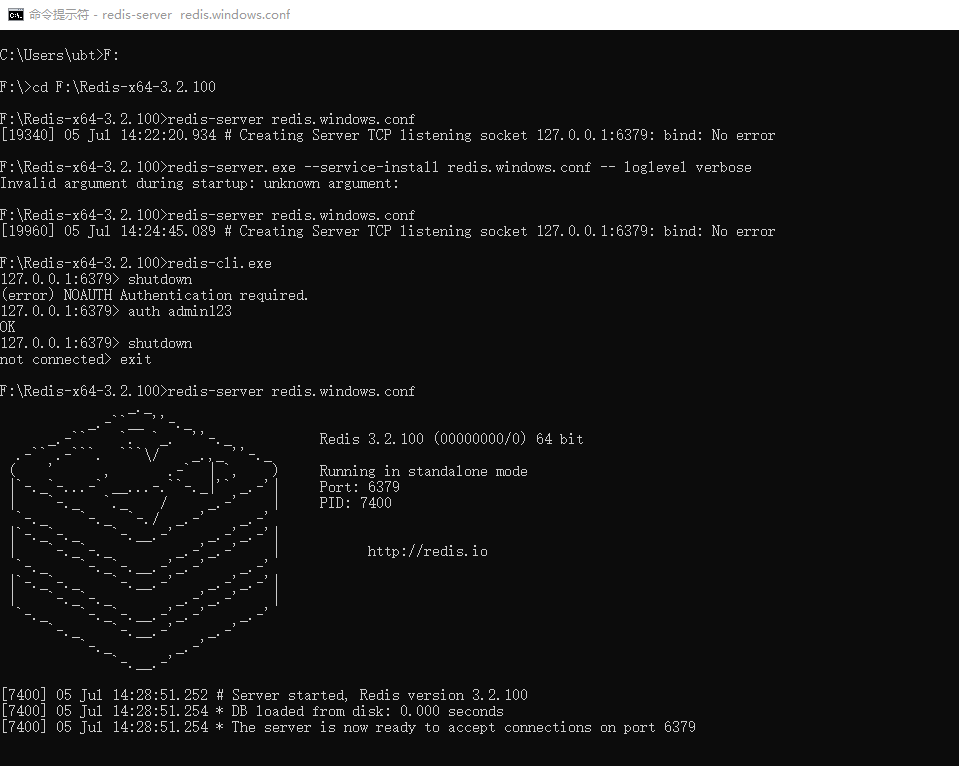 命令提示符 - redis-server  redis.windows.conf
C:\Users\ubt>F:
F:\>cd F:\Redis-x64-3.2.100
F:\Redis-x64-3.2.100>redis-server redis.windows.conf
[19340] 05 Jul 14:22:20.934 # Creating Server TCP listening socket 127.0.0.1:6379: bind: No error
F:\Redis-x64-3.2.100>redis-server.exe --service-install redis.windows.conf -- loglevel verbose
Invalid argument during startup: unknown argument:
F:\Redis-x64-3.2.100>redis-server redis.windows.conf
[19960] 05 Jul 14:24:45.089 # Creating Server TCP listening socket 127.0.0.1:6379: bind: No error
F:\Redis-x64-3.2.100>redis-cli.exe
127.0.0.1:6379> shutdown
(error) NOAUTH Authentication required.
127.0.0.1:6379> auth admin123
OK
127.0.0.1:6379> shutdown
not connected> exit
F:\Redis-x64-3.2.100>redis-server redis.windows.conf
Redis 3.2.100 (00000000/0) 64 bit
Running in standalone mode
Port: 6379
PID: 7400
http://redis.io
[7400] 05 Jul 14:28:51.252 # Server started, Redis version 3.2.100
[7400] 05 Jul 14:28:51.254 * DB loaded from disk: 0.000 seconds
[7400] 05 Jul 14:28:51.254 * The server is now ready to accept connections on port 6379